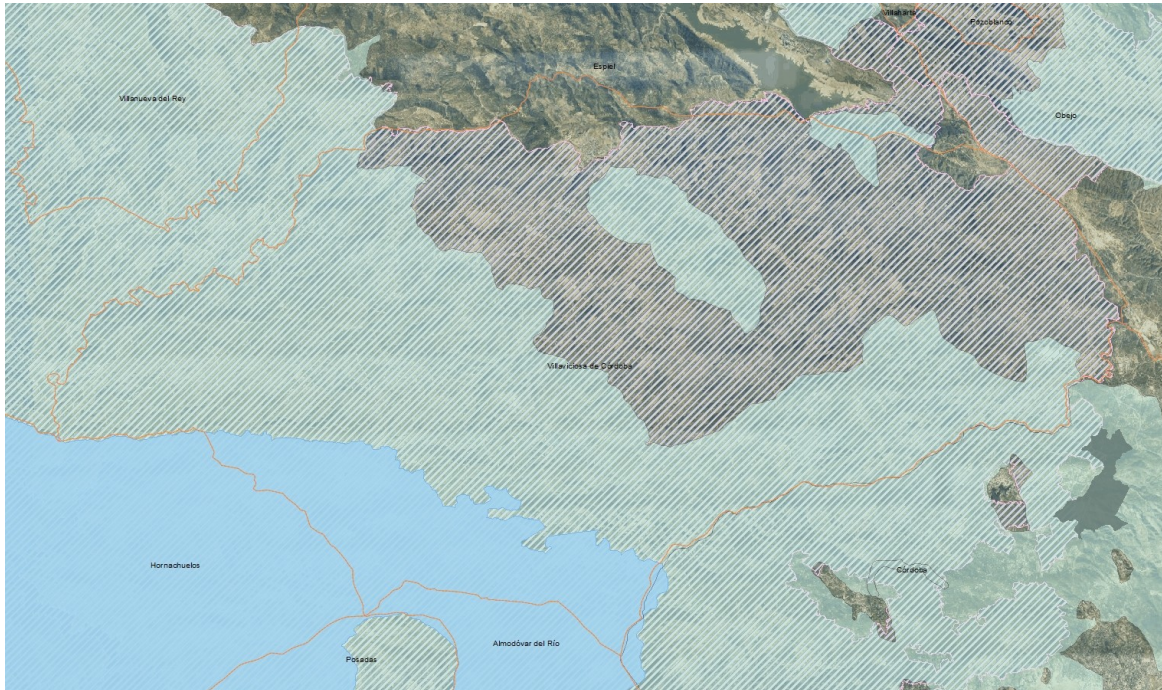 Villaharta
Pozoblanco
Espiel
Villanueva del Rey
Obejo
Villaviciosa de Córdoba
Hornachuelos
Córdoba
Almodóvar del Río
Posadas